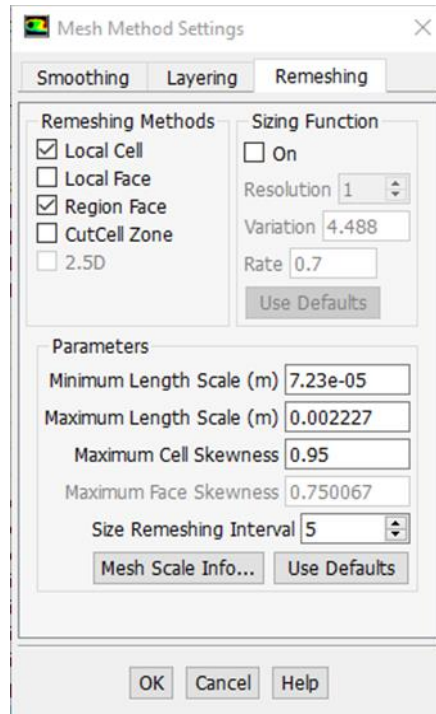 Mesh Method Settings
Smoothing Layering Remeshing
Remeshing Methods
Local Cell
Local Face
Region Face
CutCell Zone
2.5D
Sizing Function
On
Resolution 1
Variation 4.488
Rate 0.7
Use Defaults
Parameters
Minimum Length Scale (m) 7.23e-05
Maximum Length Scale (m) 0.002227
Maximum Cell Skewness 0.95
Maximum Face Skewness 0.750067
Size Remeshing Interval 5
Mesh Scale Info... Use Defaults
OK Cancel Help